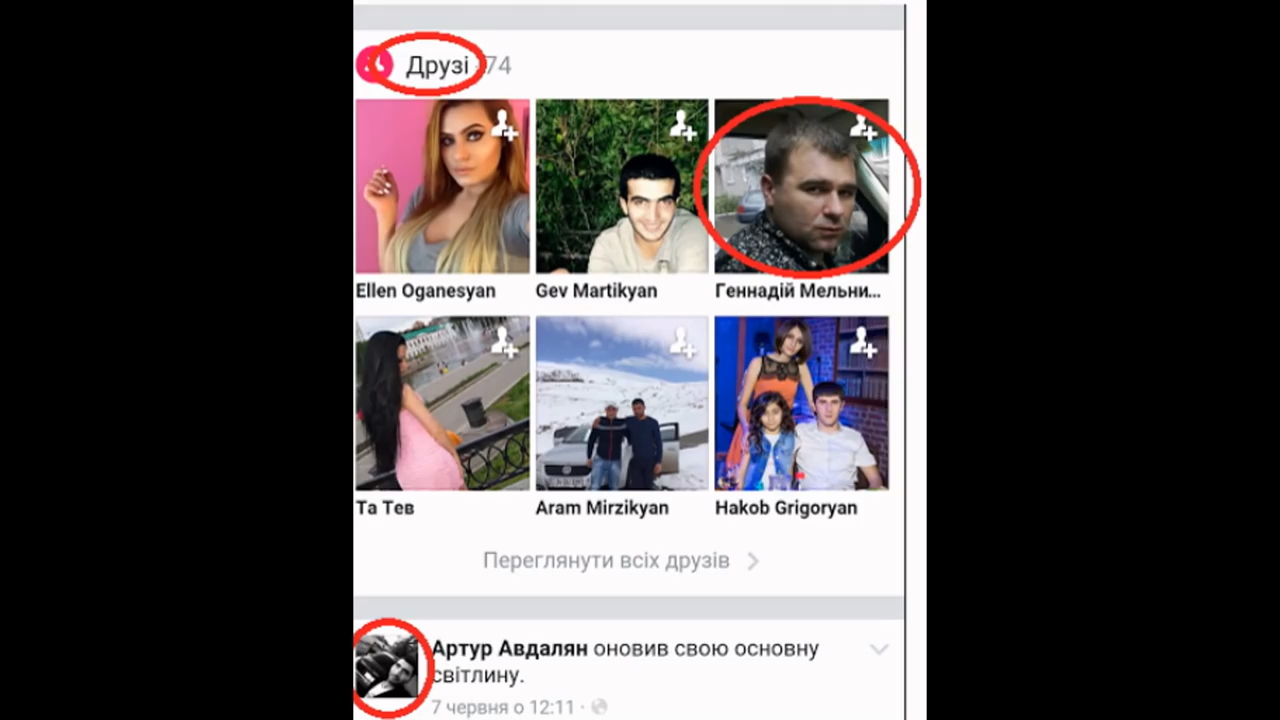 Друзі 74
Ellen Oganesyan
Gev Martikyan
Геннадій Мельни...
Та Тев
Aram Mirzikyan
Hakob Grigoryan
Переглянути всіх друзів
Артур Авдалян оновив свою основну
світлину.
7 червня о 12:11 ·